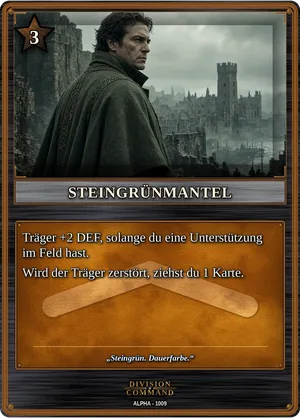 3
STEINGRÜNMANTEL
Träger +2 DEF, solange du eine Unterstützung
im Feld hast.
Wird der Träger zerstört, ziehst du 1 Karte.
„Steingrün. Dauerfarbe.“
DIVISION
COMMAND
ALPHA - 1009